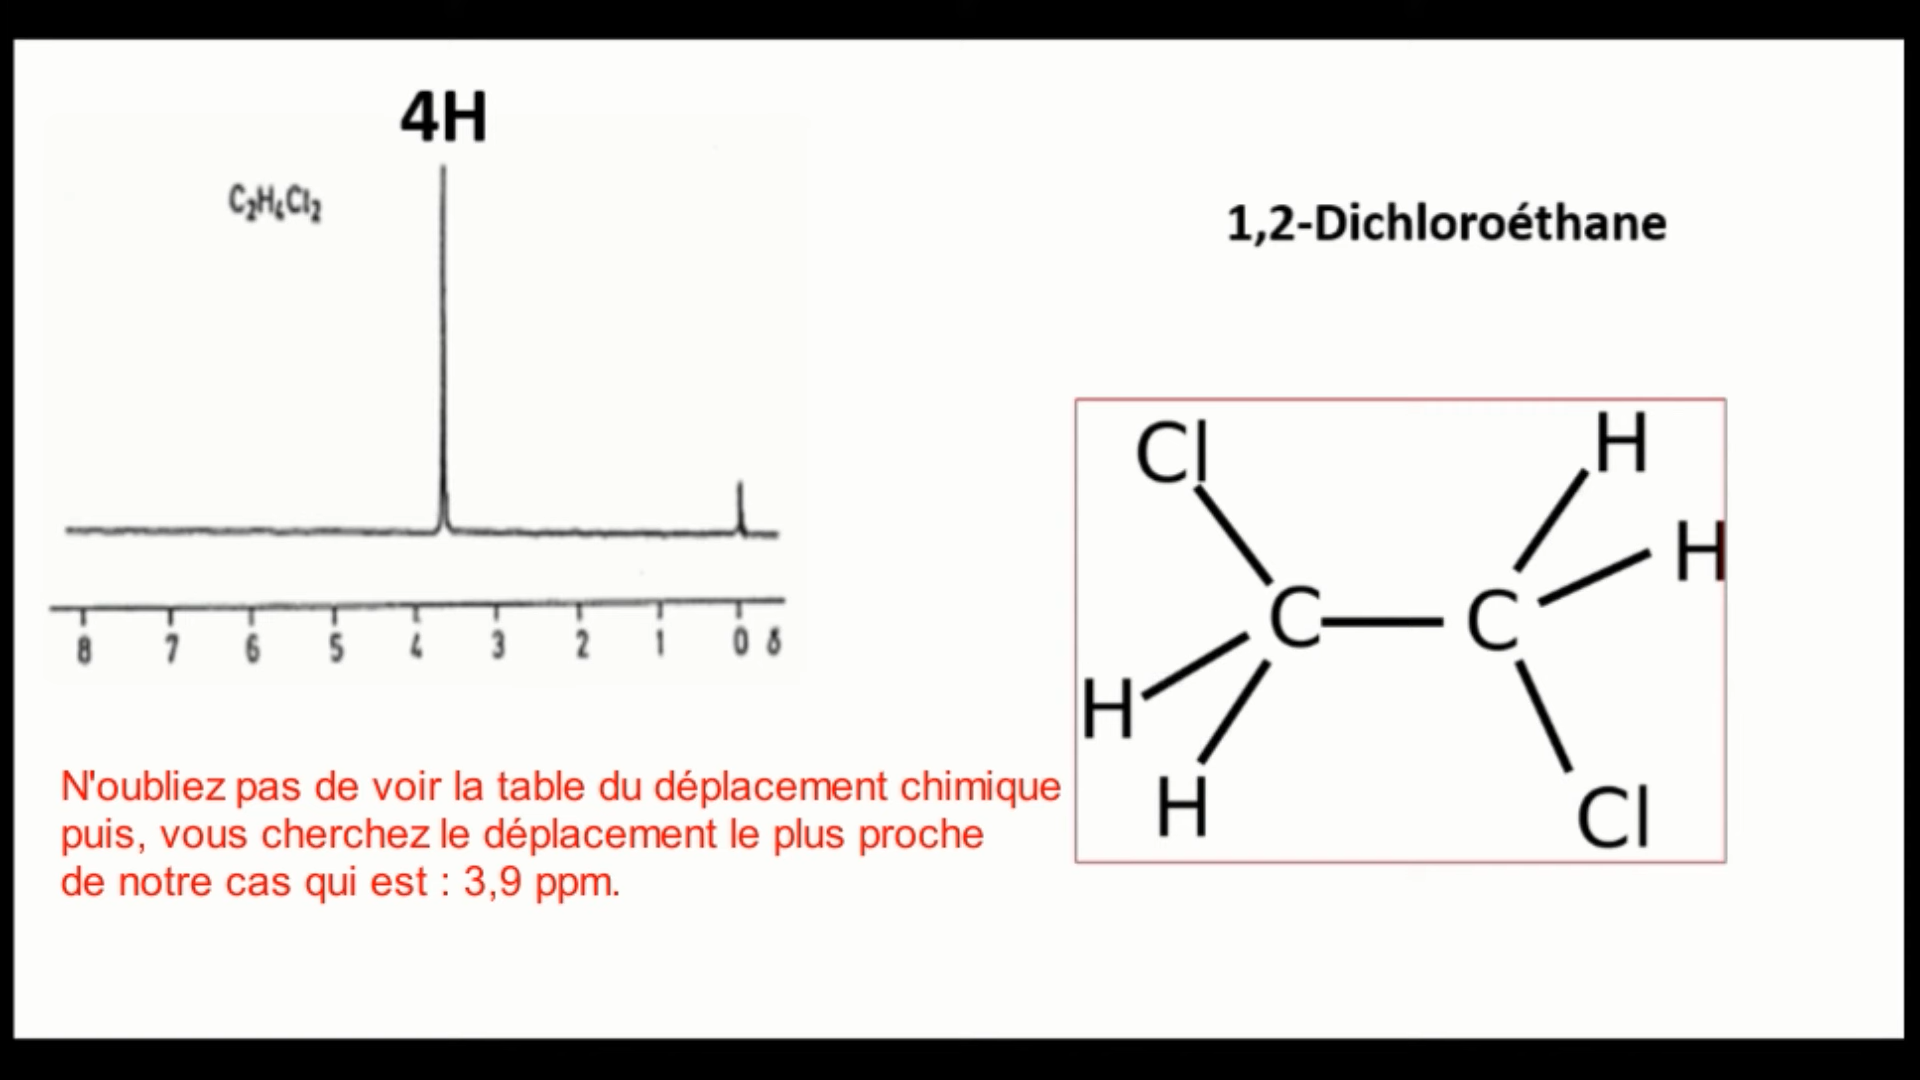 4H
C₂H₄Cl₂
8 7 6 5 4 3 2 1 0 δ
1,2-Dichloroéthane
Cl H
H
C C
H
H
Cl
N'oubliez pas de voir la table du déplacement chimique
puis, vous cherchez le déplacement le plus proche
de notre cas qui est : 3,9 ppm.